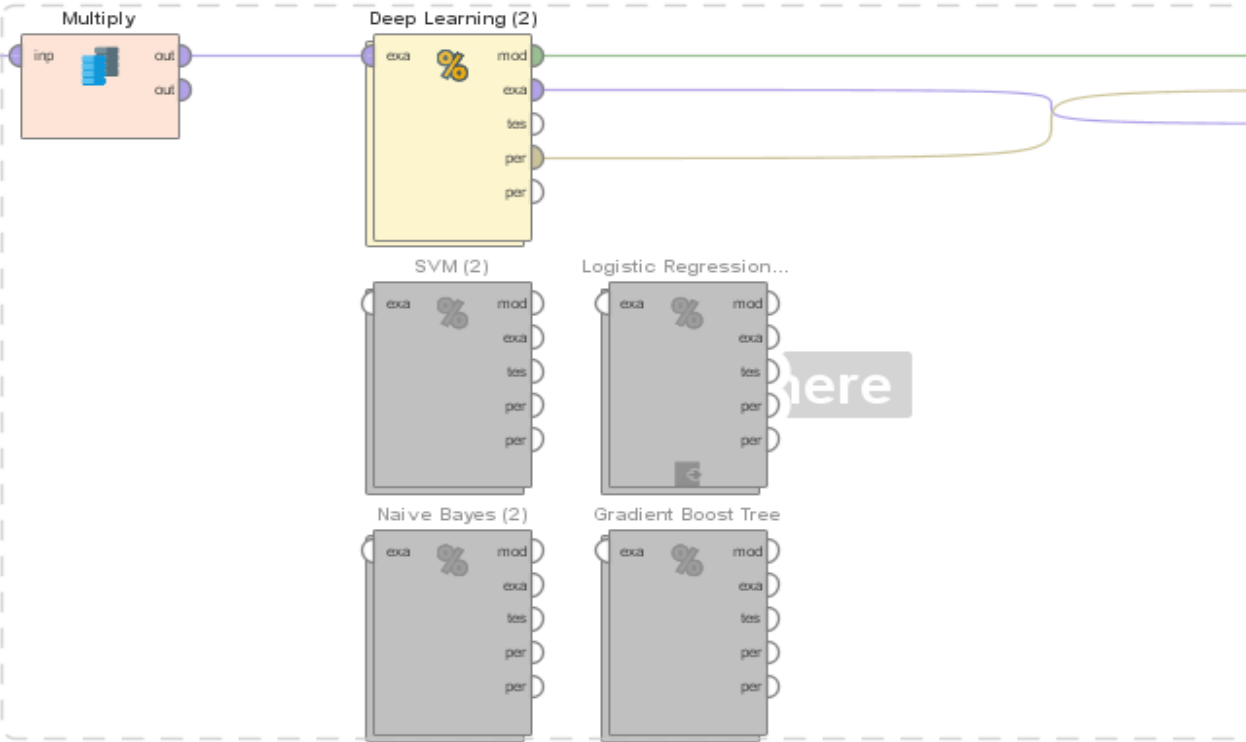 Multiply
inp
out
out
Deep Learning (2)
exa
mod
exa
tes
per
per
SVM (2)
exa
mod
exa
tes
per
per
Logistic Regression...
exa
mod
exa
tes
per
per
here
Naive Bayes (2)
exa
mod
exa
tes
per
per
Gradient Boost Tree
exa
mod
exa
tes
per
per